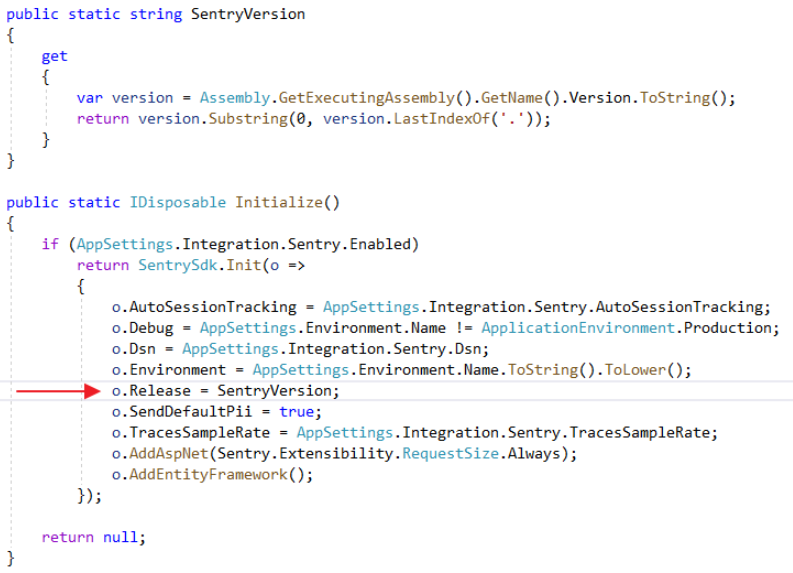 public static string SentryVersion
{
    get
    {
        var version = Assembly.GetExecutingAssembly().GetName().Version.ToString();
        return version.Substring(0, version.LastIndexOf('.'));
    }
}

public static IDisposable Initialize()
{
    if (AppSettings.Integration.Sentry.Enabled)
        return SentrySdk.Init(o =>
        {
            o.AutoSessionTracking = AppSettings.Integration.Sentry.AutoSessionTracking;
            o.Debug = AppSettings.Environment.Name != ApplicationEnvironment.Production;
            o.Dsn = AppSettings.Integration.Sentry.Dsn;
            o.Environment = AppSettings.Environment.Name.ToString().ToLower();
            o.Release = SentryVersion;
            o.SendDefaultPii = true;
            o.TracesSampleRate = AppSettings.Integration.Sentry.TracesSampleRate;
            o.AddAspNet(Sentry.Extensibility.RequestSize.Always);
            o.AddEntityFramework();
        });

    return null;
}